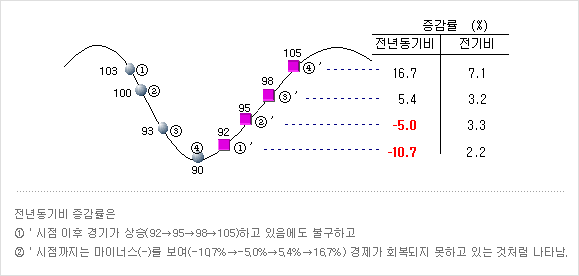 증감률 (%)
전년동기비 전기비
105
④ ' 16.7 7.1
103 ①
98
100 ② ③ ' 5.4 3.2
95
93 ③ ② ' -5.0 3.3
92
④ ① ' -10.7 2.2
90
전년동기비 증감률은
① ' 시점 이후 경기가 상승(92→95→98→105)하고 있음에도 불구하고
② ' 시점까지는 마이너스(-)를 보여(-10.7%→-5.0%→5.4%→16.7%) 경제가 회복되지 못하고 있는 것처럼 나타남.